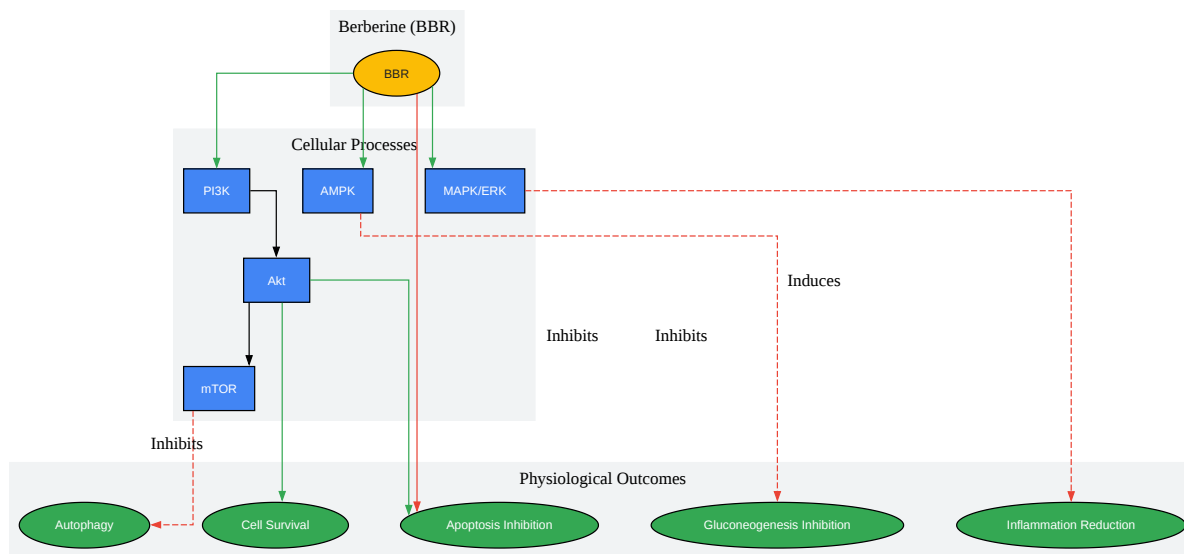 Berberine (BBR)
BBR
Cellular Processes
PI3K
AMPK
MAPK/ERK
Akt
Induces
Inhibits
Inhibits
mTOR
Inhibits
Physiological Outcomes
Autophagy
Cell Survival
Apoptosis Inhibition
Gluconeogenesis Inhibition
Inflammation Reduction